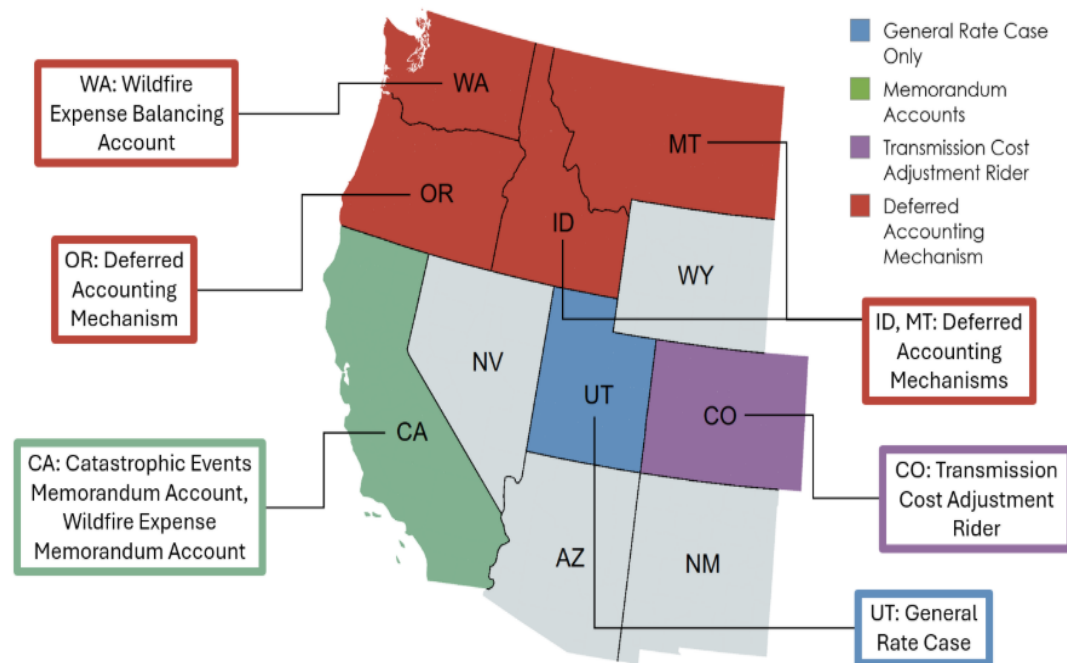 General Rate Case
Only
Memorandum
Accounts
Transmission Cost
Adjustment Rider
Deferred
Accounting
Mechanism
WA: Wildfire
Expense Balancing
Account
OR: Deferred
Accounting
Mechanism
CA: Catastrophic Events
Memorandum Account,
Wildfire Expense
Memorandum Account
WA
MT
OR
ID
WY
NV
UT
CO
CA
AZ
NM
ID, MT: Deferred
Accounting
Mechanisms
CO: Transmission
Cost Adjustment
Rider
UT: General
Rate Case